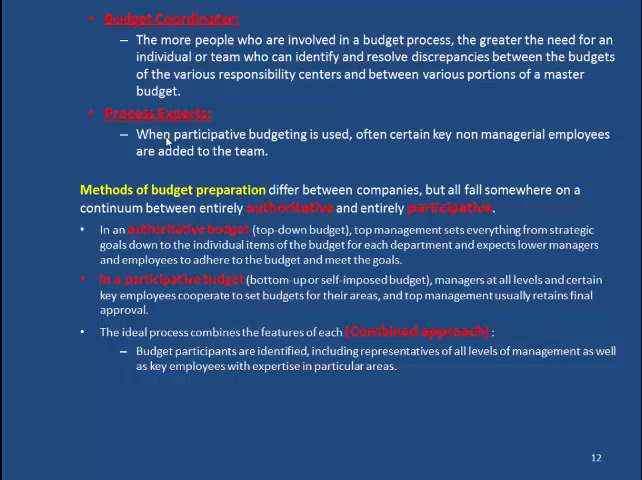 • Budget Coordinator:
– The more people who are involved in a budget process, the greater the need for an
individual or team who can identify and resolve discrepancies between the budgets
of the various responsibility centers and between various portions of a master
budget.
• Process Experts:
– When participative budgeting is used, often certain key non managerial employees
are added to the team.
Methods of budget preparation differ between companies, but all fall somewhere on a
continuum between entirely authoritative and entirely participative.
• In an authoritative budget (top-down budget), top management sets everything from strategic
goals down to the individual items of the budget for each department and expects lower managers
and employees to adhere to the budget and meet the goals.
• In a participative budget (bottom-up or self-imposed budget), managers at all levels and certain
key employees cooperate to set budgets for their areas, and top management usually retains final
approval.
• The ideal process combines the features of each (Combined approach) :
– Budget participants are identified, including representatives of all levels of management as well
as key employees with expertise in particular areas.
12